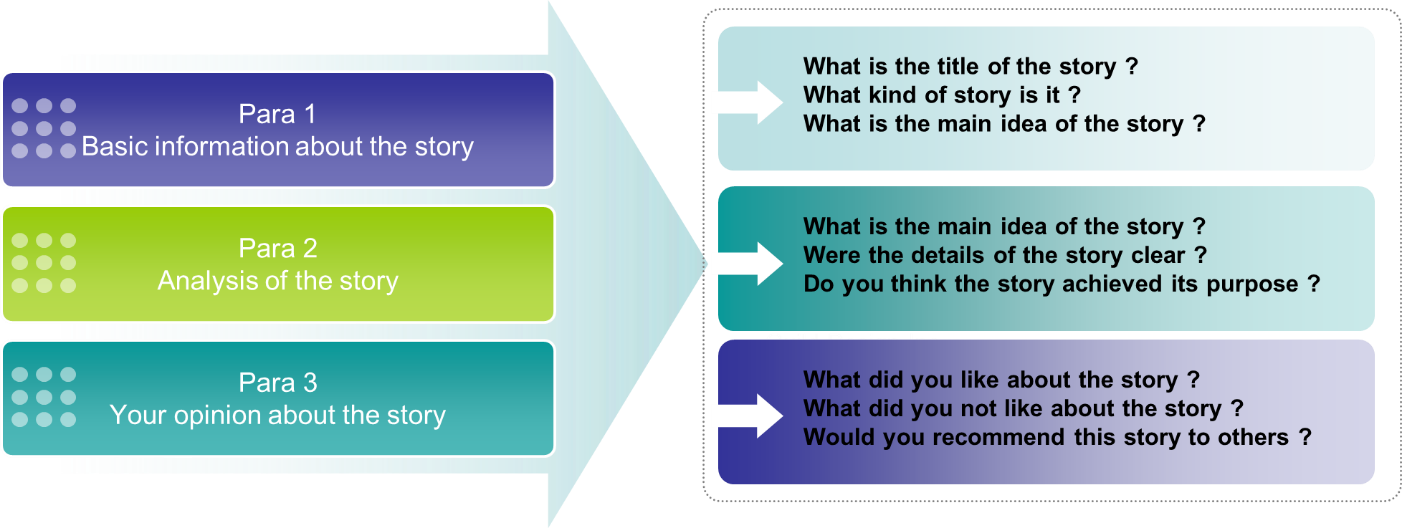 Para 1
Basic information about the story
Para 2
Analysis of the story
Para 3
Your opinion about the story
What is the title of the story ?
What kind of story is it ?
What is the main idea of the story ?
What is the main idea of the story ?
Were the details of the story clear ?
Do you think the story achieved its purpose ?
What did you like about the story ?
What did you not like about the story ?
Would you recommend this story to others ?